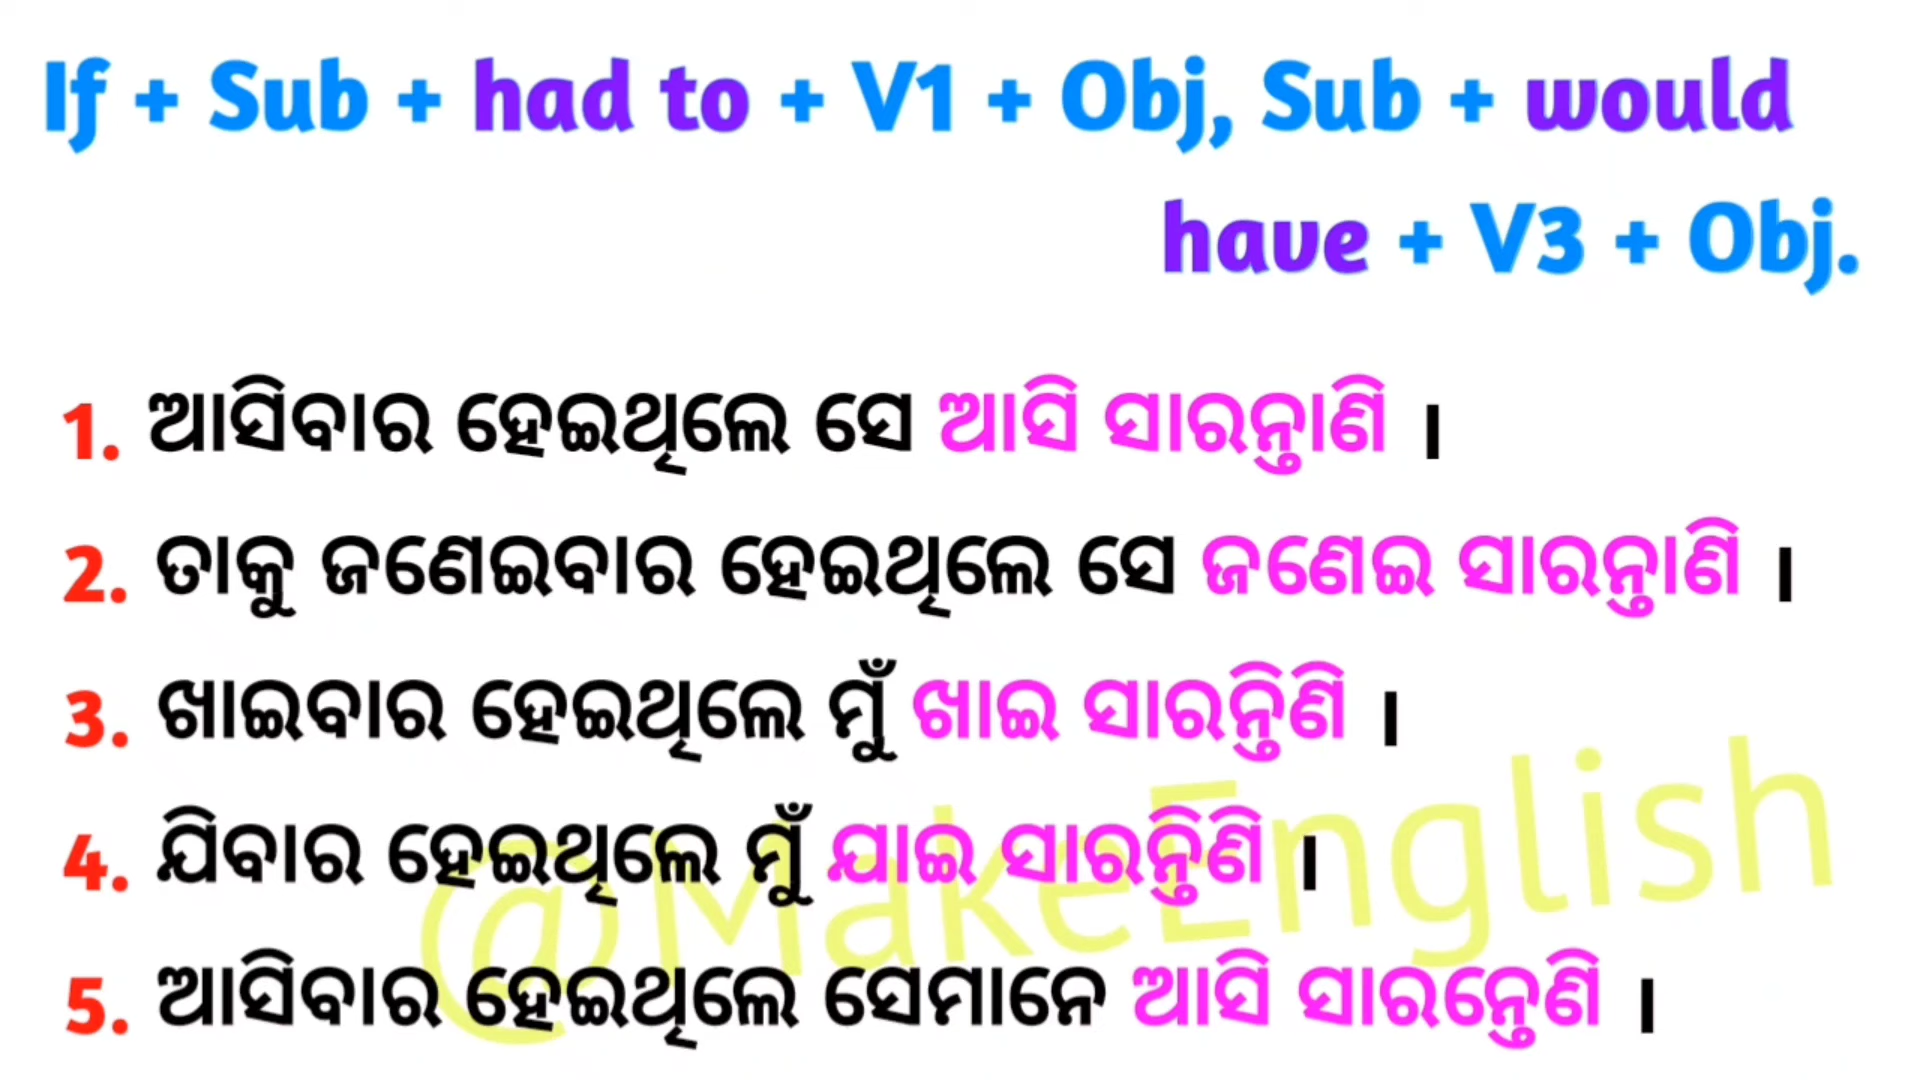 If + Sub + had to + V1 + Obj, Sub + would
have + V3 + Obj.
1. ଆସିବାର ହେଇଥିଲେ ସେ ଆସି ସାରନ୍ତାଣି ।
2. ତାକୁ ଜଣେଇବାର ହେଇଥିଲେ ସେ ଜଣେଇ ସାରନ୍ତାଣି ।
3. ଖାଇବାର ହେଇଥିଲେ ମୁଁ ଖାଇ ସାରନ୍ତିଣି ।
4. ଯିବାର ହେଇଥିଲେ ମୁଁ ଯାଇ ସାରନ୍ତିଣି ।
5. ଆସିବାର ହେଇଥିଲେ ସେମାନେ ଆସି ସାରନ୍ତେଣି ।
@MakeEnglish